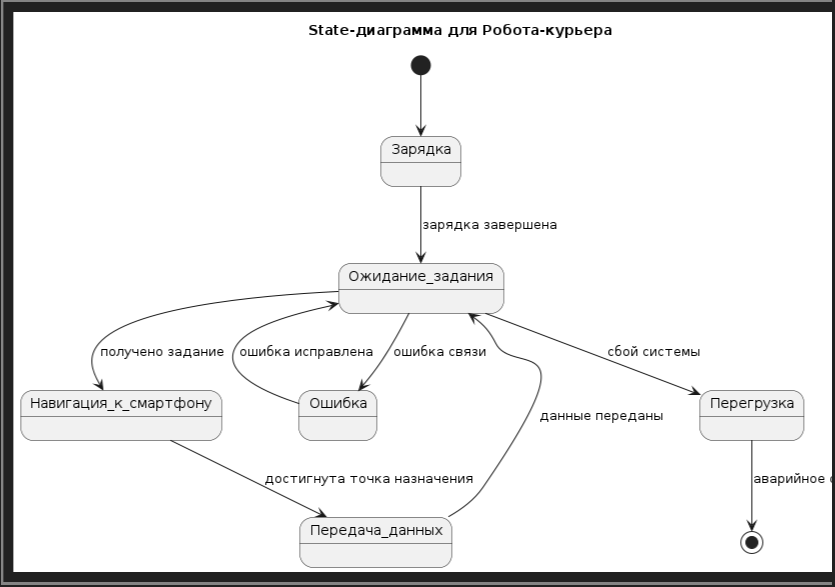 State-диаграмма для Робота-курьера
Зарядка
зарядка завершена
Ожидание_задания
получено задание
ошибка исправлена
ошибка связи
сбой системы
Навигация_к_смартфону
Ошибка
Перегрузка
данные переданы
достигнута точка назначения
аварийное
Передача_данных